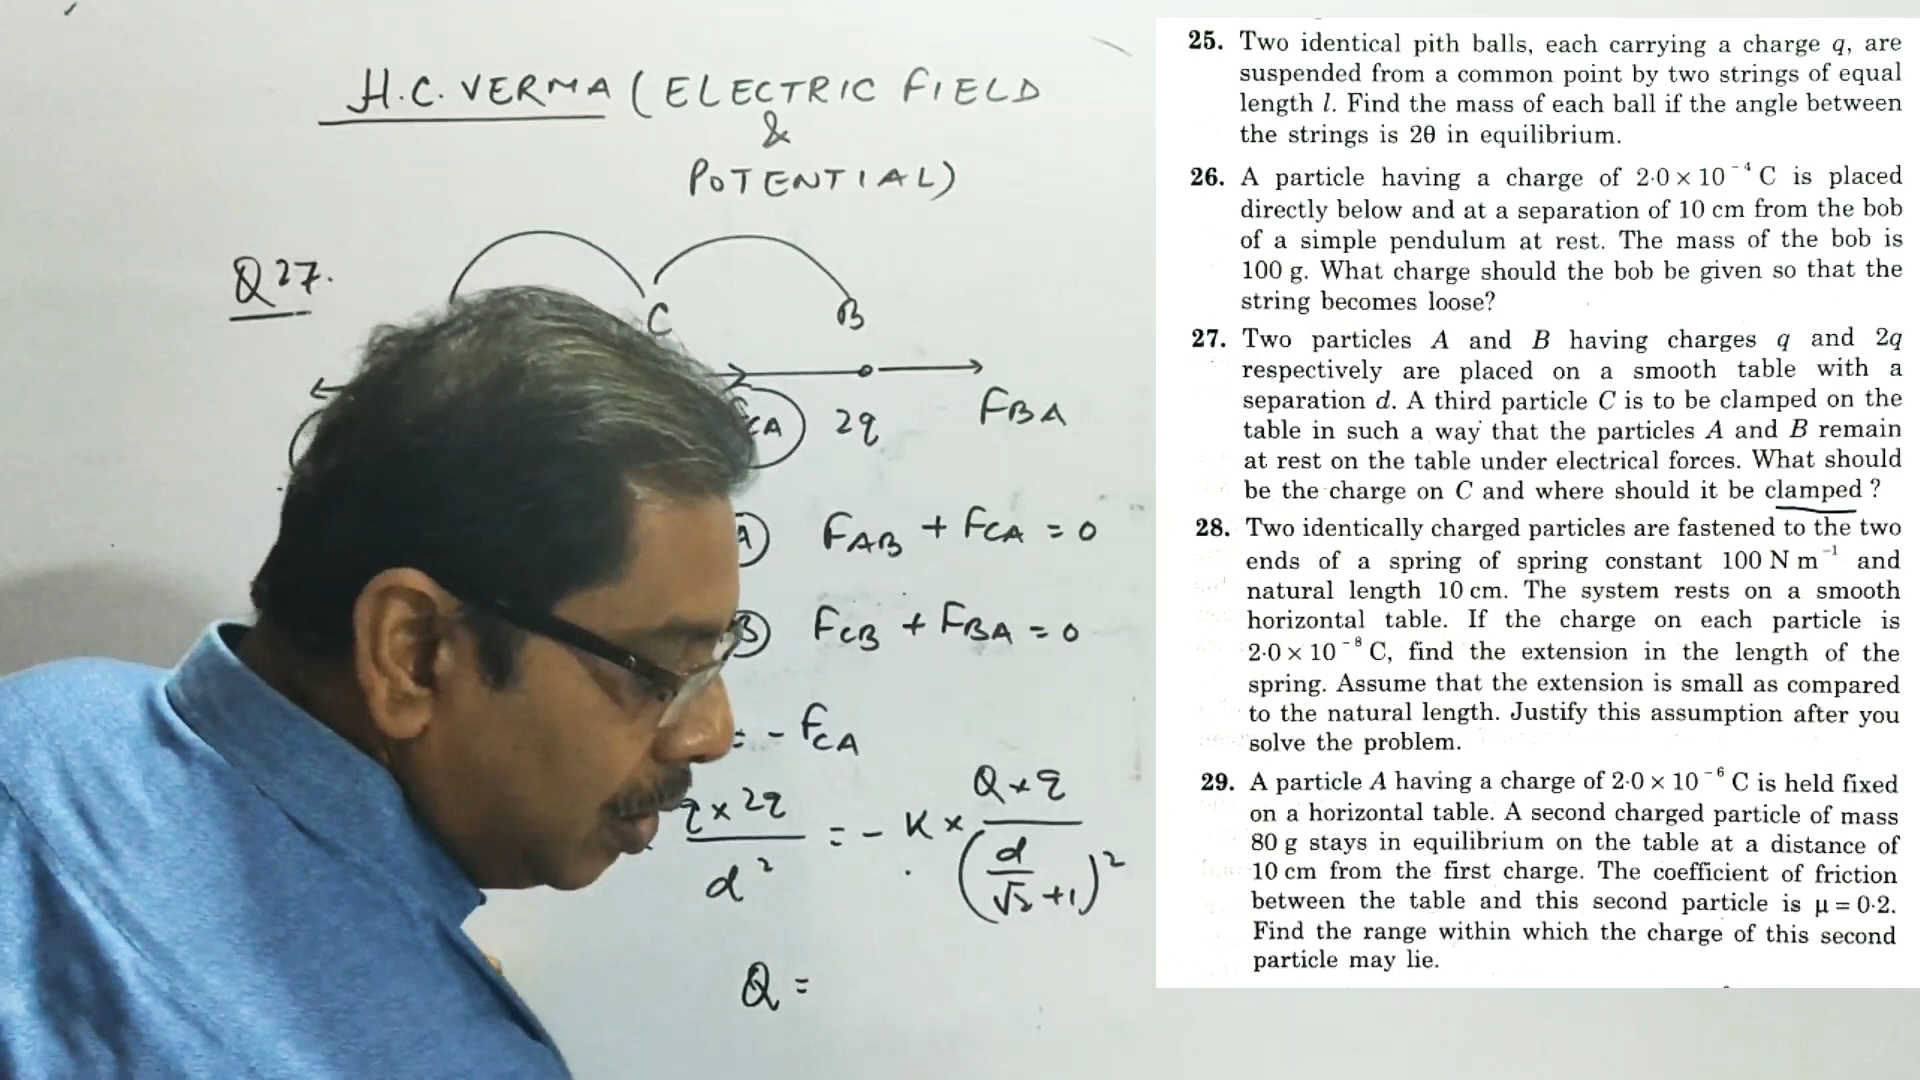 H.C. VERMA (ELECTRIC FIELD
&
POTENTIAL)
Q27.
C
B
CA
2q
FBA
A) FAB + FCA = 0
B) FCB + FBA = 0
= - FCA
q × 2q / d² = - K × Q × q / (d / √2 + 1)²
Q =
25. Two identical pith balls, each carrying a charge q, are
suspended from a common point by two strings of equal
length l. Find the mass of each ball if the angle between
the strings is 2θ in equilibrium.
26. A particle having a charge of 2·0 × 10⁻⁴ C is placed
directly below and at a separation of 10 cm from the bob
of a simple pendulum at rest. The mass of the bob is
100 g. What charge should the bob be given so that the
string becomes loose?
27. Two particles A and B having charges q and 2q
respectively are placed on a smooth table with a
separation d. A third particle C is to be clamped on the
table in such a way that the particles A and B remain
at rest on the table under electrical forces. What should
be the charge on C and where should it be clamped ?
28. Two identically charged particles are fastened to the two
ends of a spring of spring constant 100 N m⁻¹ and
natural length 10 cm. The system rests on a smooth
horizontal table. If the charge on each particle is
2·0 × 10⁻⁸ C, find the extension in the length of the
spring. Assume that the extension is small as compared
to the natural length. Justify this assumption after you
solve the problem.
29. A particle A having a charge of 2·0 × 10⁻⁶ C is held fixed
on a horizontal table. A second charged particle of mass
80 g stays in equilibrium on the table at a distance of
10 cm from the first charge. The coefficient of friction
between the table and this second particle is μ = 0·2.
Find the range within which the charge of this second
particle may lie.